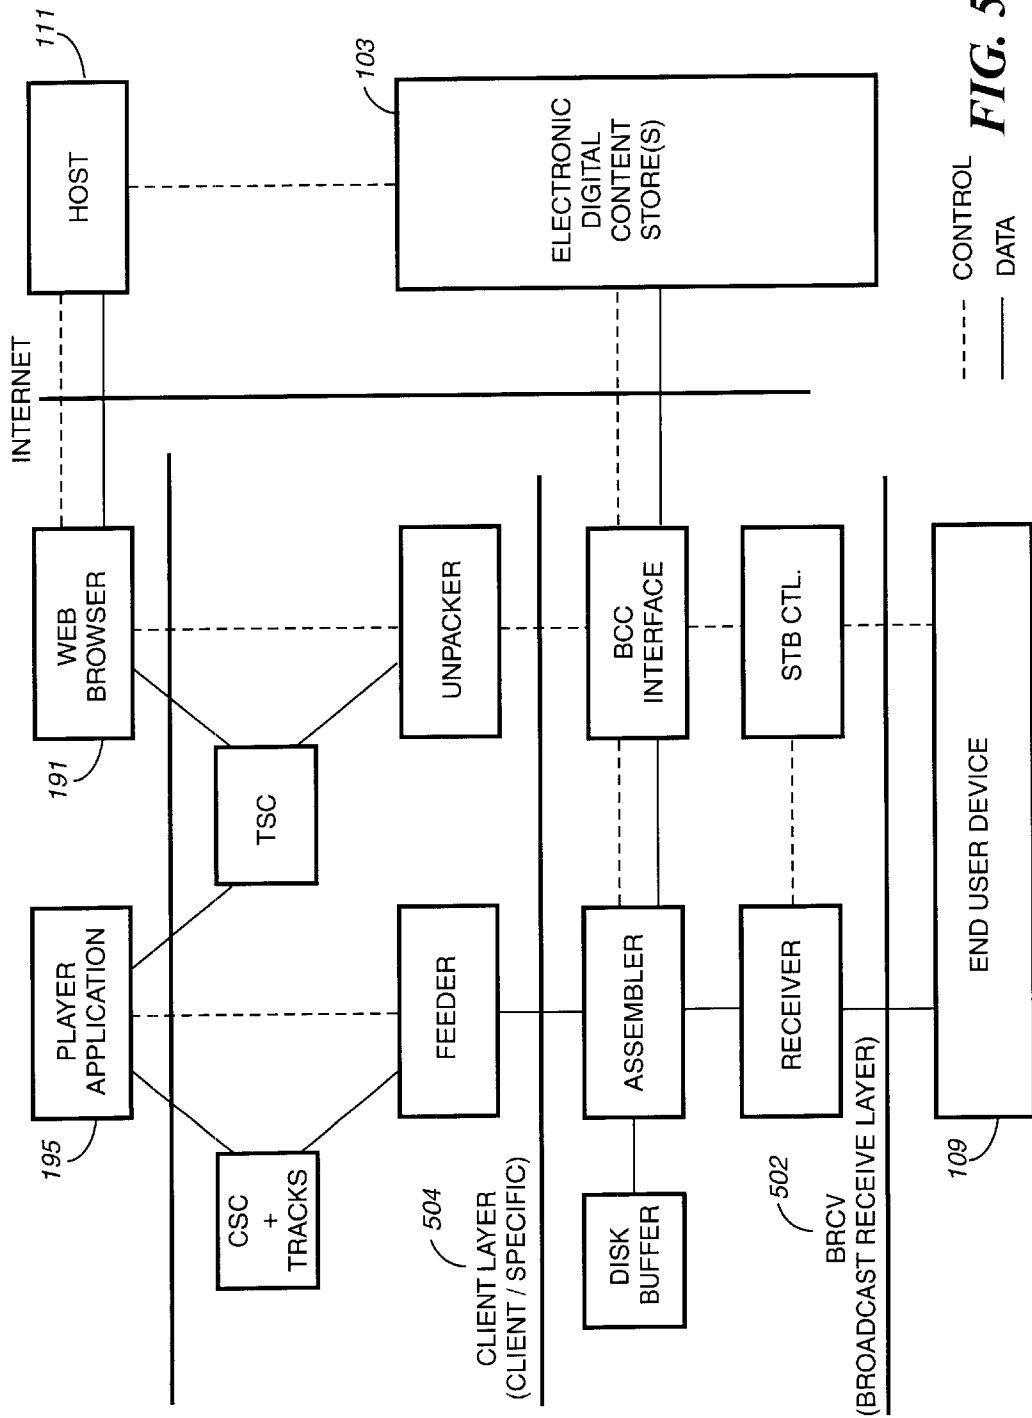 195
PLAYER
APPLICATION
191
WEB
BROWSER
INTERNET
HOST
111
CSC
+
TRACKS
TSC
504
CLIENT LAYER
(CLIENT / SPECIFIC)
FEEDER
UNPACKER
103
ELECTRONIC
DIGITAL
CONTENT
STORE(S)
DISK
BUFFER
ASSEMBLER
BCC
INTERFACE
502
BRCV
(BROADCAST RECEIVE LAYER)
RECEIVER
STB CTL.
109
END USER DEVICE
CONTROL
DATA
FIG. 5